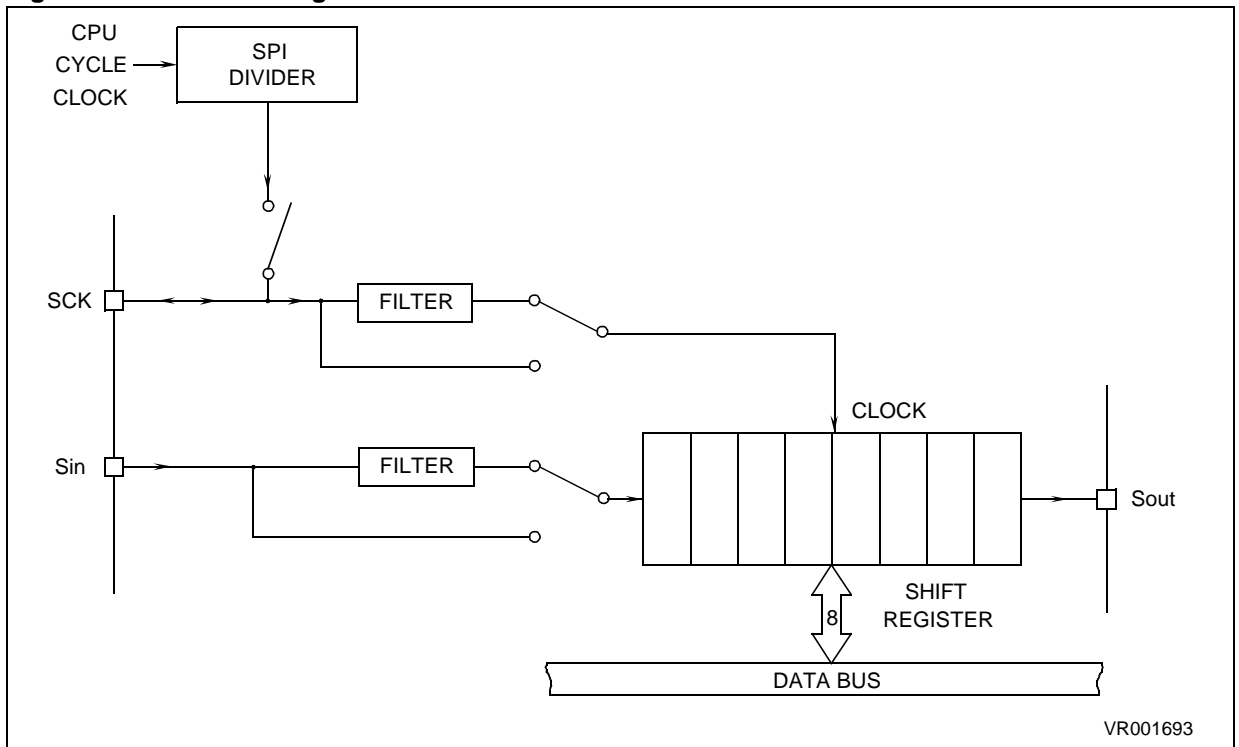 CPU
CYCLE
CLOCK
SPI
DIVIDER
SCK
FILTER
CLOCK
Sin
FILTER
Sout
SHIFT
REGISTER
8
DATA BUS
VR001693